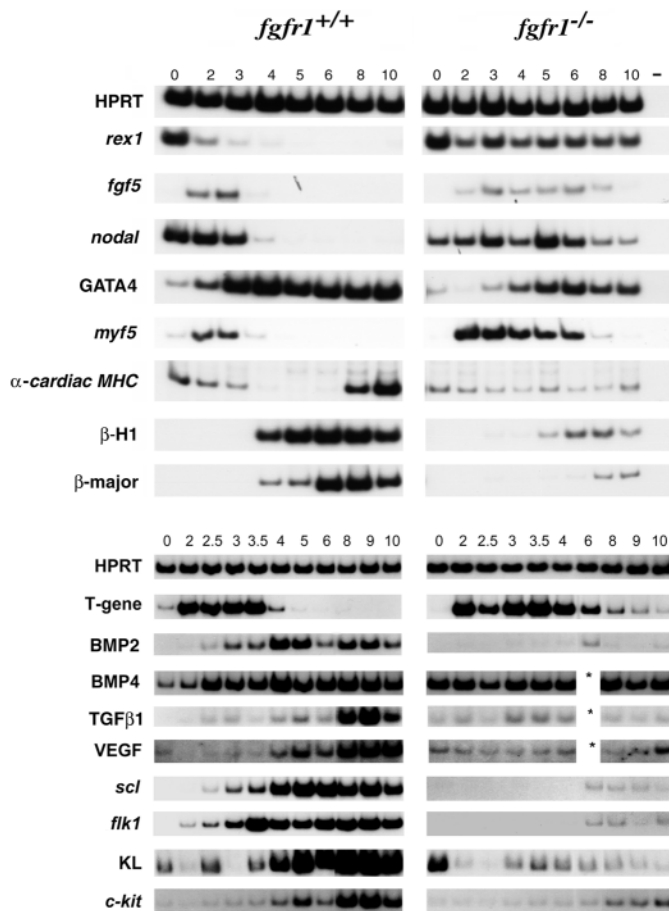 fgfr1+/+ fgfr1-/-
0 2 3 4 5 6 8 10 0 2 3 4 5 6 8 10 –
HPRT
rex1
fgf5
nodal
GATA4
myf5
α-cardiac MHC
β-H1
β-major
0 2 2.5 3 3.5 4 5 6 8 9 10 0 2 2.5 3 3.5 4 6 8 9 10
HPRT
T-gene
BMP2
BMP4 *
TGFβ1 *
VEGF *
scl
flk1
KL
c-kit